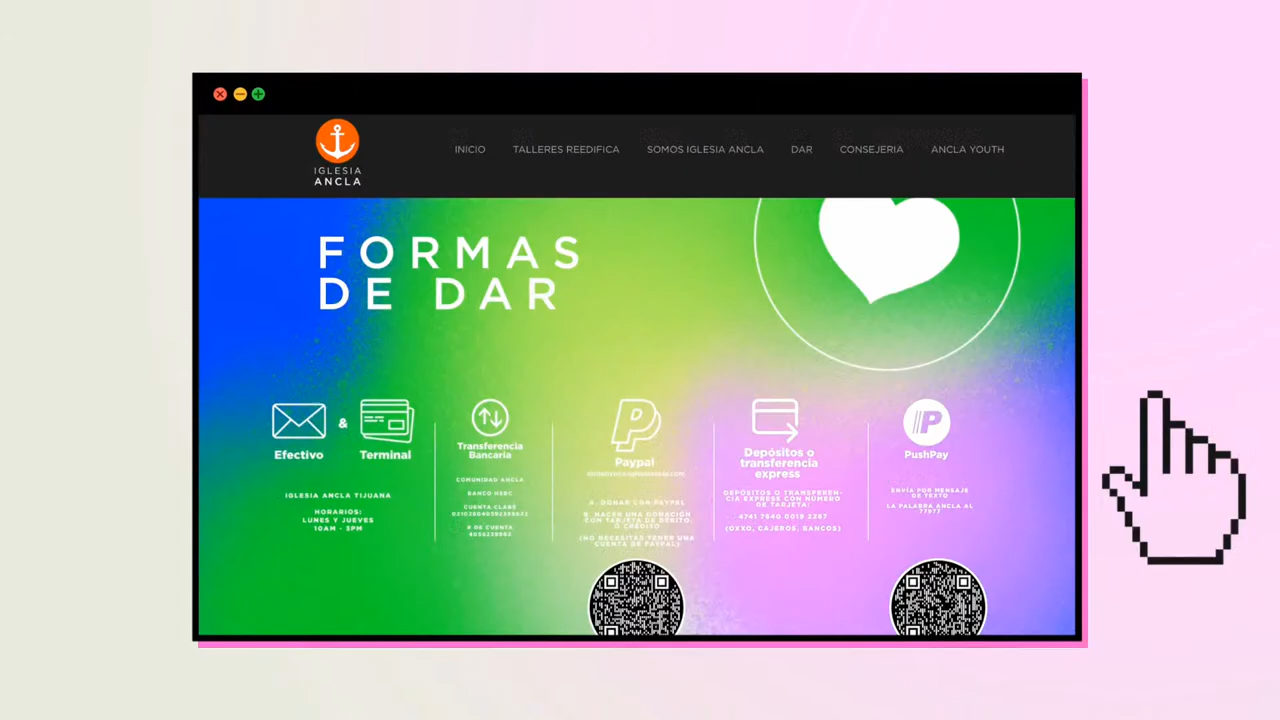 IGLESIA
ANCLA
INICIO
TALLERES REEDIFICA
SOMOS IGLESIA ANCLA
DAR
CONSEJERIA
ANCLA YOUTH
FORMAS
DE DAR
Efectivo
&
Terminal
IGLESIA ANCLA TIJUANA
HORARIOS:
LUNES Y JUEVES
10AM - 3PM
Transferencia
Bancaria
COMUNIDAD ANCLA
BANCO HSBC
CUENTA CLABE
# DE CUENTA
Paypal
A. DONAR CON PAYPAL
B. HACER UNA DONACIÓN
CON TARJETA DE DÉBITO
O CRÉDITO
(NO NECESITAS TENER UNA
CUENTA DE PAYPAL)
Depósitos o
transferencia
express
DEPÓSITOS O TRANSFEREN-
CIA EXPRESS CON NÚMERO
DE TARJETA:
(OXXO, CAJEROS, BANCOS)
PushPay
ENVÍA POR MENSAJE
DE TEXTO
LA PALABRA ANCLA AL
77977